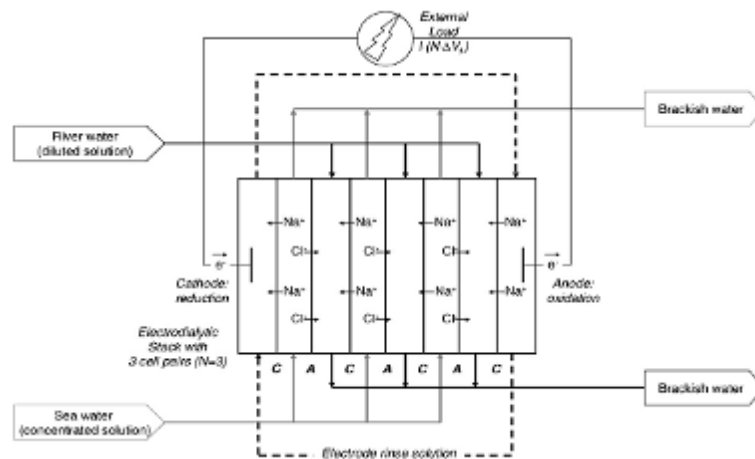 External
Load
I (N ΔVₖ)
Brackish water
River water
(diluted solution)
Na⁺
Na⁺
Na⁺
Na⁺
Cl⁻
Cl⁻
Cl⁻
e⁻
e⁻
Cathode:
reduction
Anode:
oxidation
Na⁺
Na⁺
Na⁺
Na⁺
Cl⁻
Cl⁻
Cl⁻
Electrodialytic
Stack with
3 cell pairs (N=3)
C A C A C A C
Brackish water
Sea water
(concentrated solution)
Electrode rinse solution